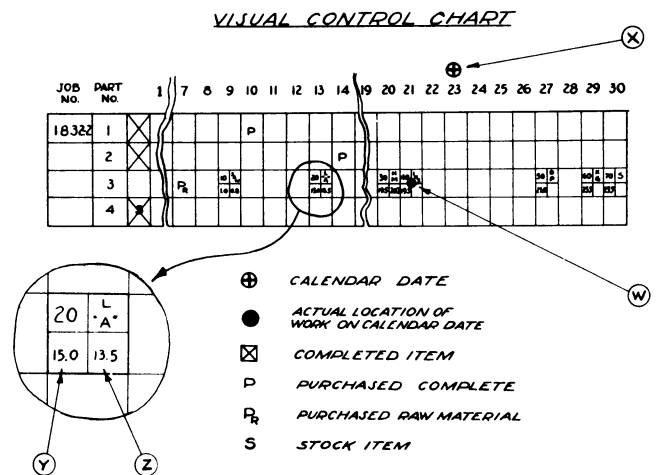 VISUAL CONTROL CHART
X
JOB NO. PART NO. 1 7 8 9 10 11 12 13 14 19 20 21 22 23 24 25 26 27 28 29 30
18322 1 P
2 P
3 PR 20 L "A" 70 S
4 S
W
CALENDAR DATE
ACTUAL LOCATION OF
WORK ON CALENDAR DATE
COMPLETED ITEM
P PURCHASED COMPLETE
PR PURCHASED RAW MATERIAL
S STOCK ITEM
20 L "A"
15.0 13.5
Y Z